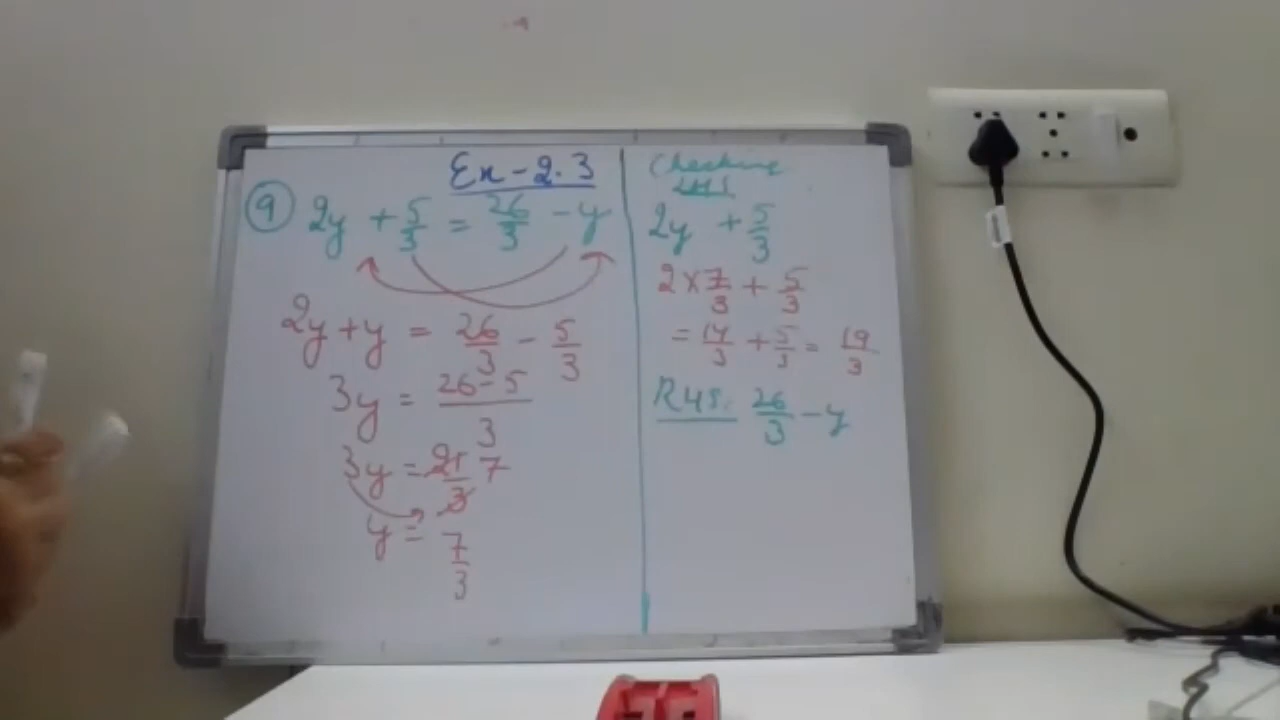 Ex - 2.3
9 2y + 5/3 = 26/3 - y
2y + y = 26/3 - 5/3
3y = 26-5/3
3y = 21/3 7
y = 7/3
Checking
LHS
2y + 5/3
2 × 7/3 + 5/3
= 14/3 + 5/3 = 19/3
RHS. 26/3 - y